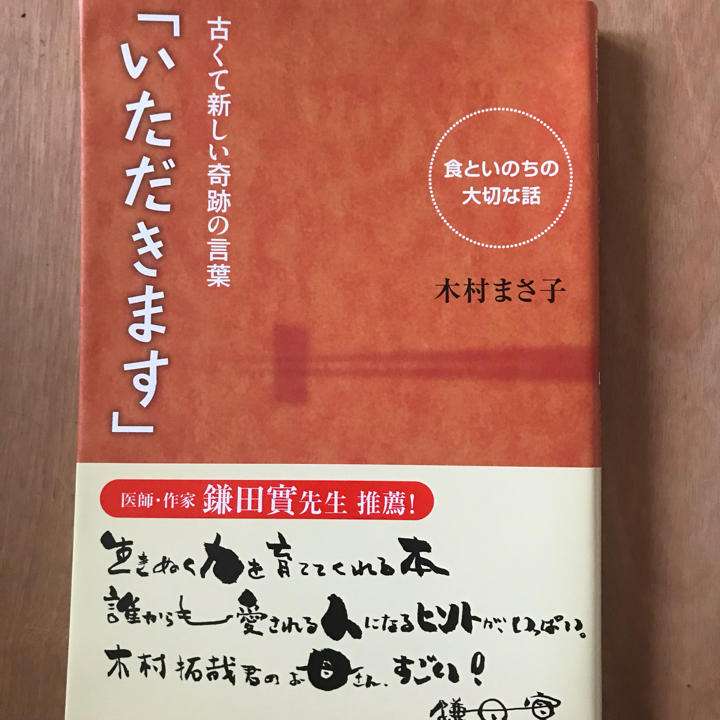 古くて新しい奇跡の言葉
「いただきます」
食といのちの
大切な話
木村まさ子
医師・作家 鎌田實先生 推薦!
生きぬく力を育ててくれる本
誰からも愛される人になるヒントが、いっぱい。
木村拓哉君のお母さん、すごい!
鎌田實